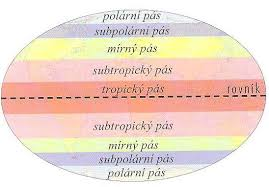 polární pás
subpolární pás
mírný pás
subtropický pás
tropický pás
rovník
subtropický pás
mírný pás
subpolární pás
polární pás